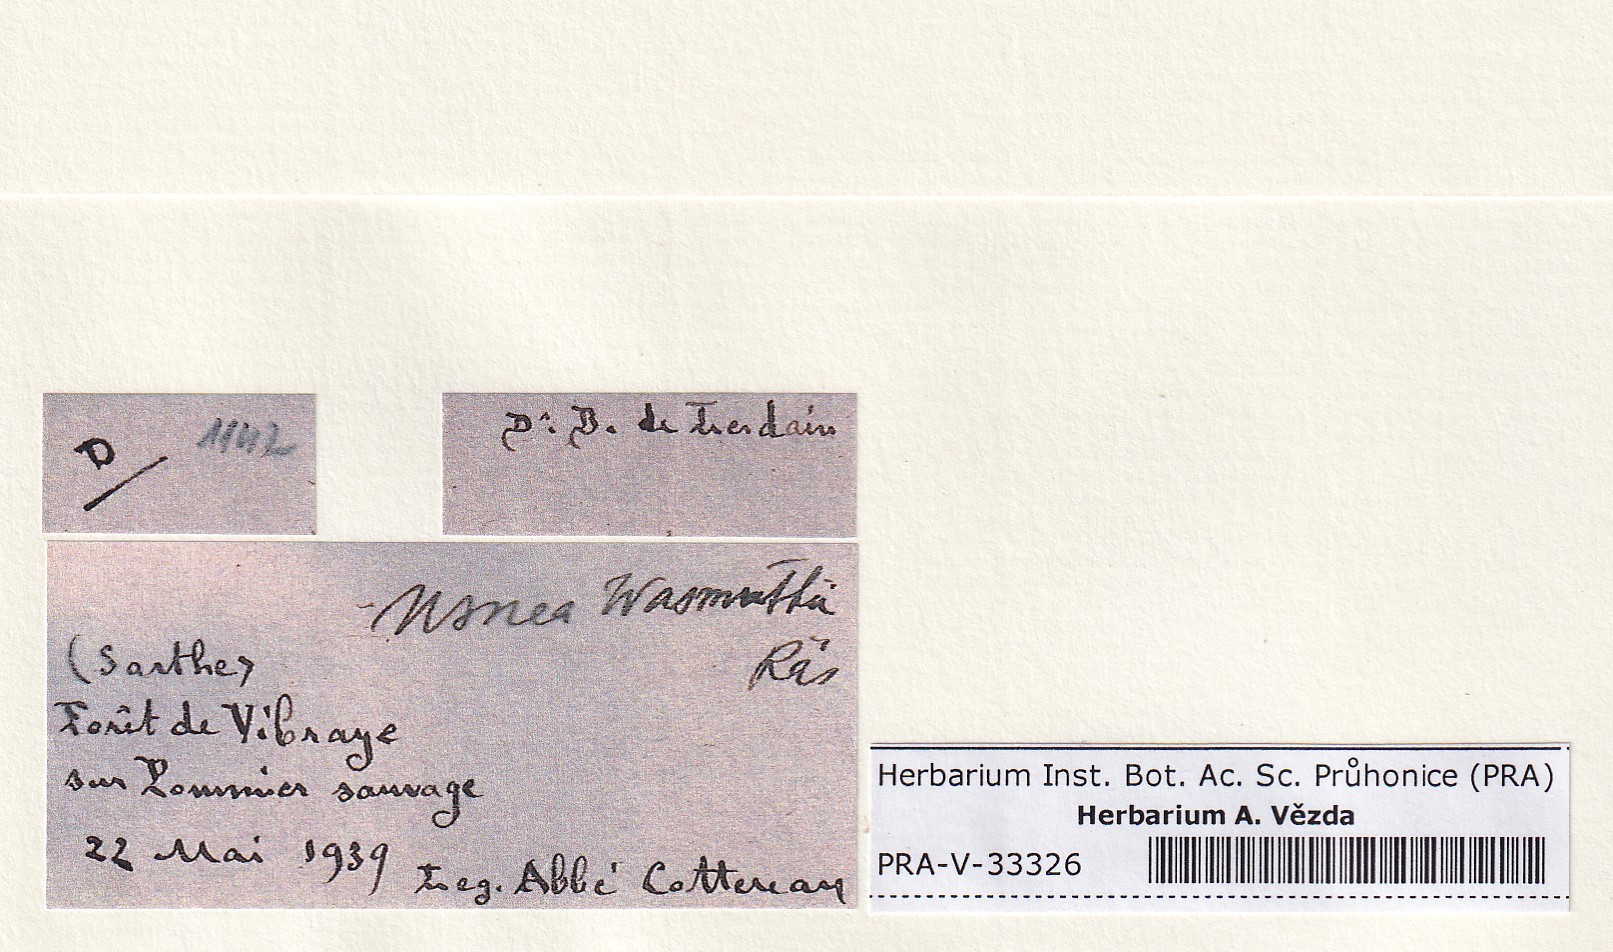 D/ 1142
Dr. B. de Lesdain
Usnea Wasmuthii
Räs
(Sarthe)
Forêt de Vibraye
sur Pommier sauvage
22 Mai 1939
Leg. Abbé Cottereau
Herbarium Inst. Bot. Ac. Sc. Průhonice (PRA)
Herbarium A. Vězda
PRA-V-33326